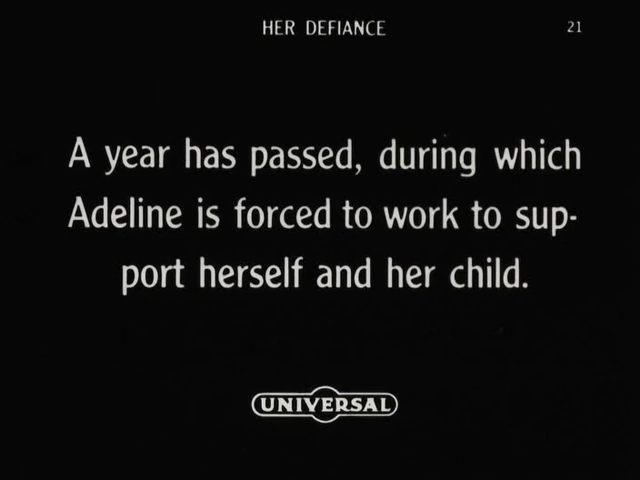 HER DEFIANCE 21
A year has passed, during which
Adeline is forced to work to sup-
port herself and her child.
UNIVERSAL